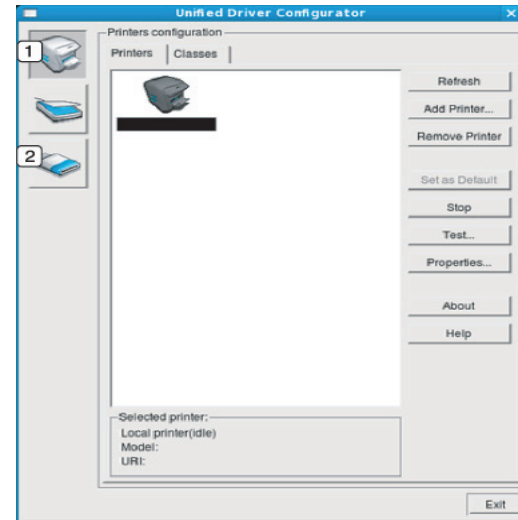 Unified Driver Configurator
1
2
Printers configuration
Printers
Classes
Refresh
Add Printer...
Remove Printer
Set as Default
Stop
Test...
Properties...
About
Help
Selected printer:
Local printer(idle)
Model:
URI:
Exit